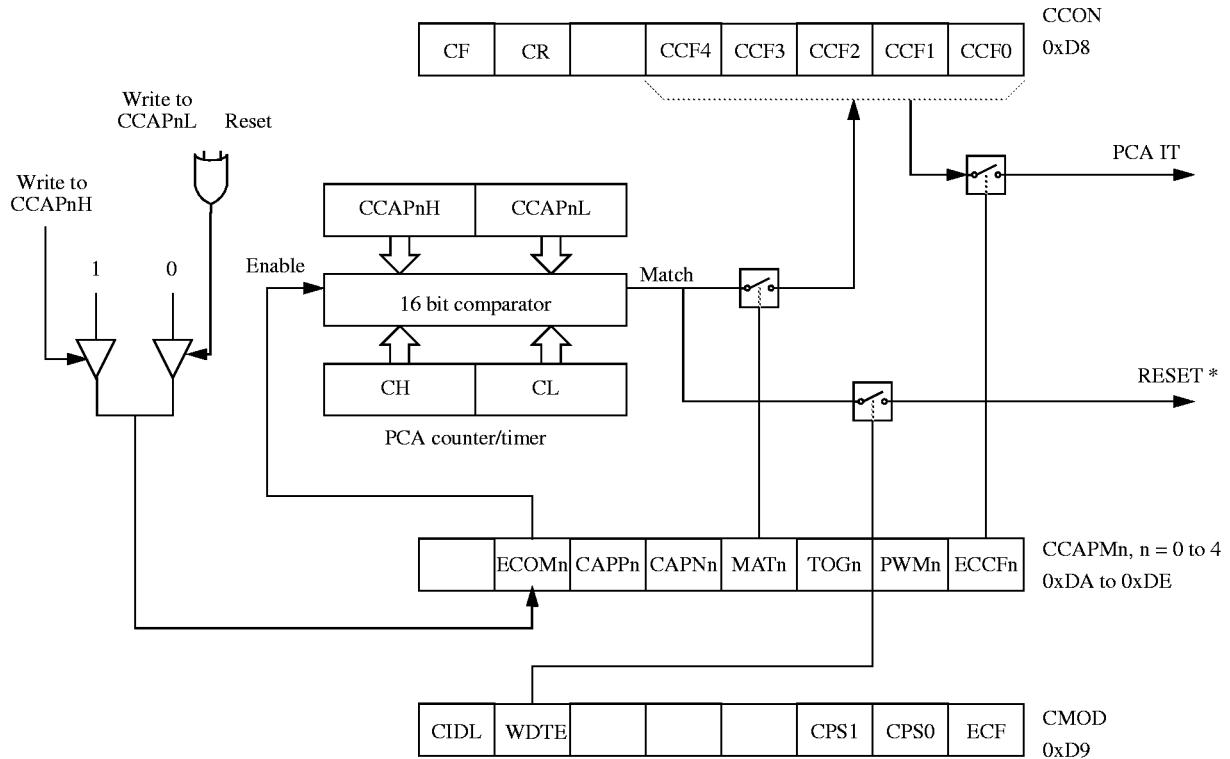 CCON
CF CR CCF4 CCF3 CCF2 CCF1 CCF0
0xD8
Write to
CCAPnL Reset
PCA IT
Write to
CCAPnH
CCAPnH CCAPnL
Enable
1 0
Match
16 bit comparator
CH CL
RESET *
PCA counter/timer
ECOMn CAPPn CAPNn MATn TOGn PWMn ECCFn
CCAPMn, n = 0 to 4
0xDA to 0xDE
CIDL WDTE CPS1 CPS0 ECF
CMOD
0xD9